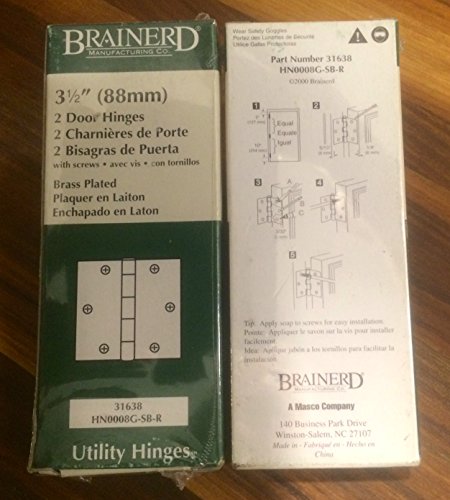 BRAINERD
MANUFACTURING CO.
3½" (88mm)
2 Door Hinges
2 Charnières de Porte
2 Bisagras de Puerta
with screws • avec vis • con tornillos
Brass Plated
Plaquer en Laiton
Enchapado en Laton
31638
HN0008G-SB-R
Utility Hinges
Wear Safety Goggles
Portez des Lunettes de Sécurité
Utilice Gafas Protectoras
Part Number 31638
HN0008G-SB-R
©2000 Brainerd
1
2
Equal
Equale
Igual
3
A
B
C
4
5
Tip: Apply soap to screws for easy installation.
Pointe: Appliquer le savon sur la vis pour installer
facilement.
Idea: Aplique jabón a los tornillos para facilitar la
instalación.
BRAINERD
MANUFACTURING CO.
A Masco Company
140 Business Park Drive
Winston-Salem, NC 27107
Made in - Fabriqué en - Hecho en
China